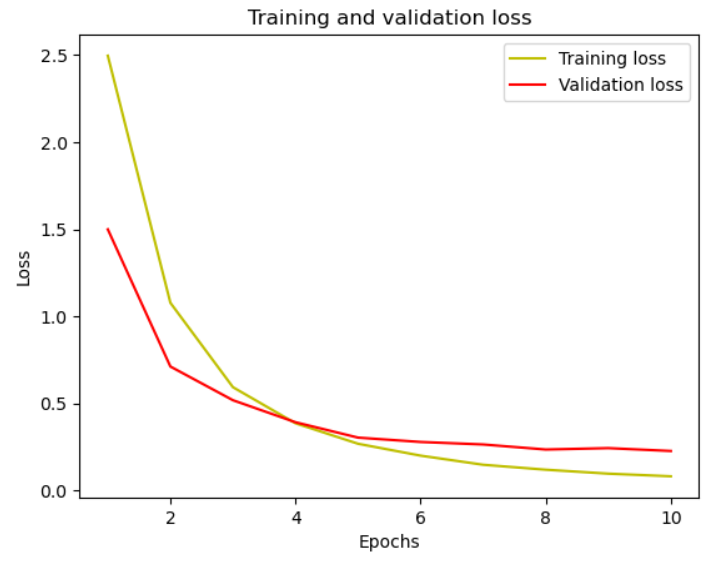 Training and validation loss
Training loss
Validation loss
2.5
2.0
1.5
1.0
0.5
0.0
Loss
2 4 6 8 10
Epochs